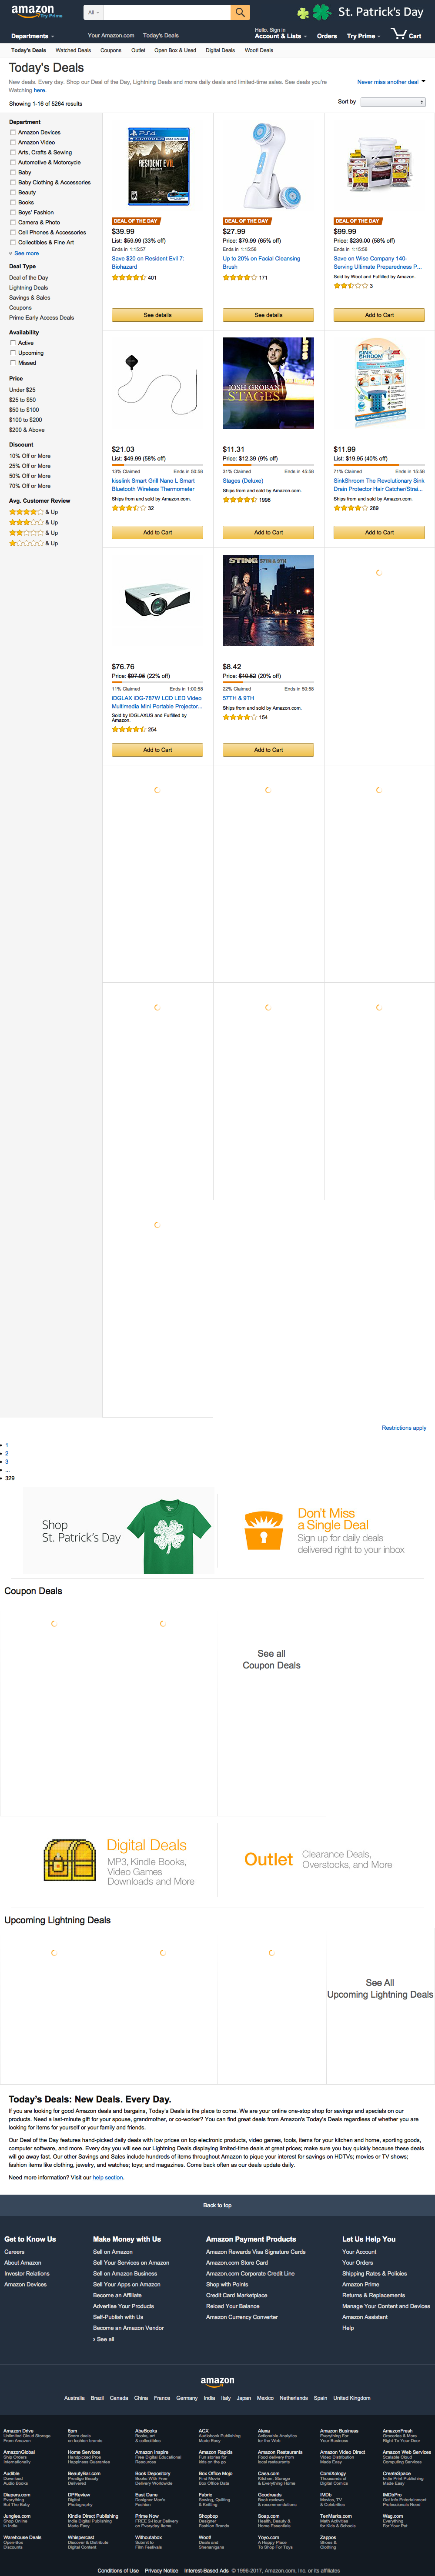 amazon
Try Prime
All
St. Patrick's Day
Departments
Your Amazon.com
Today's Deals
Hello. Sign in
Account & Lists
Orders
Try Prime
Cart
Today's Deals
Watched Deals
Coupons
Outlet
Open Box & Used
Digital Deals
Woot! Deals
Today's Deals
New deals. Every day. Shop our Deal of the Day, Lightning Deals and more daily deals and limited-time sales. See deals you're
Watching here.
Never miss another deal
Showing 1-16 of 5264 results
Sort by
Department
Amazon Devices
Amazon Video
Arts, Crafts & Sewing
Automotive & Motorcycle
Baby
Baby Clothing & Accessories
Beauty
Books
Boys' Fashion
Camera & Photo
Cell Phones & Accessories
Collectibles & Fine Art
See more
Deal Type
Deal of the Day
Lightning Deals
Savings & Sales
Coupons
Prime Early Access Deals
Availability
Active
Upcoming
Missed
Price
Under $25
$25 to $50
$50 to $100
$100 to $200
$200 & Above
Discount
10% Off or More
25% Off or More
50% Off or More
70% Off or More
Avg. Customer Review
& Up
& Up
& Up
& Up
PS4
RESIDENT EVIL
DEAL OF THE DAY
$39.99
List: $59.99 (33% off)
Ends in 1:15:57
Save $20 on Resident Evil 7:
Biohazard
401
See details
DEAL OF THE DAY
$27.99
Price: $79.99 (65% off)
Ends in 1:15:58
Up to 20% on Facial Cleansing
Brush
171
See details
DEAL OF THE DAY
$99.99
Price: $239.00 (58% off)
Ends in 1:15:58
Save on Wise Company 140-
Serving Ultimate Preparedness P...
Sold by Woot and Fulfilled by Amazon.
3
Add to Cart
$21.03
List: $49.99 (58% off)
13% Claimed
Ends in 50:58
kisslink Smart Grill Nano L Smart
Bluetooth Wireless Thermometer
Ships from and sold by Amazon.com.
32
Add to Cart
JOSH GROBAN
STAGES
$11.31
Price: $12.39 (9% off)
31% Claimed
Ends in 45:58
Stages (Deluxe)
Ships from and sold by Amazon.com.
1998
Add to Cart
SINK
SHROOM
$11.99
List: $19.95 (40% off)
71% Claimed
Ends in 15:58
SinkShroom The Revolutionary Sink
Drain Protector Hair Catcher/Strai...
Ships from and sold by Amazon.com.
289
Add to Cart
$76.76
Price: $97.95 (22% off)
11% Claimed
Ends in 1:00:58
iDGLAX iDG-787W LCD LED Video
Multimedia Mini Portable Projector...
Sold by IDGLAXUS and Fulfilled by
Amazon.
254
Add to Cart
STING 57TH & 9TH
$8.42
Price: $10.52 (20% off)
22% Claimed
Ends in 50:58
57TH & 9TH
Ships from and sold by Amazon.com.
154
Add to Cart
Restrictions apply
1
2
3
...
329
Shop
St. Patrick's Day
Don't Miss
a Single Deal
Sign up for daily deals
delivered right to your inbox
Coupon Deals
See all
Coupon Deals
Digital Deals
MP3, Kindle Books,
Video Games
Downloads and More
Outlet
Clearance Deals,
Overstocks, and More
Upcoming Lightning Deals
See All
Upcoming Lightning Deals
Today's Deals: New Deals. Every Day.
If you are looking for good Amazon deals and bargains, Today's Deals is the place to come. We are your online one-stop shop for savings and specials on our
products. Need a last-minute gift for your spouse, grandmother, or co-worker? You can find great deals from Amazon's Today's Deals regardless of whether you are
looking for items for yourself or your family and friends.
Our Deal of the Day features hand-picked daily deals with low prices on top electronic products, video games, tools, items for your kitchen and home, sporting goods,
computer software, and more. Every day you will see our Lightning Deals displaying limited-time deals at great prices; make sure you buy quickly because these deals
will go away fast. Our other Savings and Sales include hundreds of items throughout Amazon to pique your interest for savings on HDTVs; movies or TV shows;
fashion items like clothing, jewelry, and shoes; toys; and magazines. Come back often as our deals update daily.
Need more information? Visit our help section.
Back to top
Get to Know Us
Careers
About Amazon
Investor Relations
Amazon Devices
Make Money with Us
Sell on Amazon
Sell Your Services on Amazon
Sell on Amazon Business
Sell Your Apps on Amazon
Become an Affiliate
Advertise Your Products
Self-Publish with Us
Become an Amazon Vendor
› See all
Amazon Payment Products
Amazon Rewards Visa Signature Cards
Amazon.com Store Card
Amazon.com Corporate Credit Line
Shop with Points
Credit Card Marketplace
Reload Your Balance
Amazon Currency Converter
Let Us Help You
Your Account
Your Orders
Shipping Rates & Policies
Amazon Prime
Returns & Replacements
Manage Your Content and Devices
Amazon Assistant
Help
amazon
Australia Brazil Canada China France Germany India Italy Japan Mexico Netherlands Spain United Kingdom
Amazon Drive
Unlimited Cloud Storage
From Amazon
6pm
Score deals
on fashion brands
AbeBooks
Books, art
& collectibles
ACX
Audiobook Publishing
Made Easy
Alexa
Actionable Analytics
for the Web
Amazon Business
Everything For
Your Business
AmazonFresh
Groceries & More
Right To Your Door
AmazonGlobal
Ship Orders
Internationally
Home Services
Handpicked Pros
Happiness Guarantee
Amazon Inspire
Free Digital Educational
Resources
Amazon Rapids
Fun stories for
kids on the go
Amazon Restaurants
Food delivery from
local restaurants
Amazon Video Direct
Video Distribution
Made Easy
Amazon Web Services
Scalable Cloud
Computing Services
Audible
Download
Audio Books
BeautyBar.com
Prestige Beauty
Delivered
Book Depository
Books With Free
Delivery Worldwide
Box Office Mojo
Find Movie
Box Office Data
Casa.com
Kitchen, Storage
& Everything Home
ComiXology
Thousands of
Digital Comics
CreateSpace
Indie Print Publishing
Made Easy
Diapers.com
Everything
But The Baby
DPReview
Digital
Photography
East Dane
Designer Men's
Fashion
Fabric
Sewing, Quilting
& Knitting
Goodreads
Book reviews
& recommendations
IMDb
Movies, TV
& Celebrities
IMDbPro
Get Info Entertainment
Professionals Need
Junglee.com
Shop Online
in India
Kindle Direct Publishing
Indie Digital Publishing
Made Easy
Prime Now
FREE 2-Hour Delivery
on Everyday Items
Shopbop
Designer
Fashion Brands
Soap.com
Health, Beauty &
Home Essentials
TenMarks.com
Math Activities
for Kids & Schools
Wag.com
Everything
For Your Pet
Warehouse Deals
Open-Box
Discounts
Whispercast
Discover & Distribute
Digital Content
Withoutabox
Submit to
Film Festivals
Woot!
Deals and
Shenanigans
Yoyo.com
A Happy Place
To Shop For Toys
Zappos
Shoes &
Clothing
Conditions of Use Privacy Notice Interest-Based Ads © 1996-2017, Amazon.com, Inc. or its affiliates